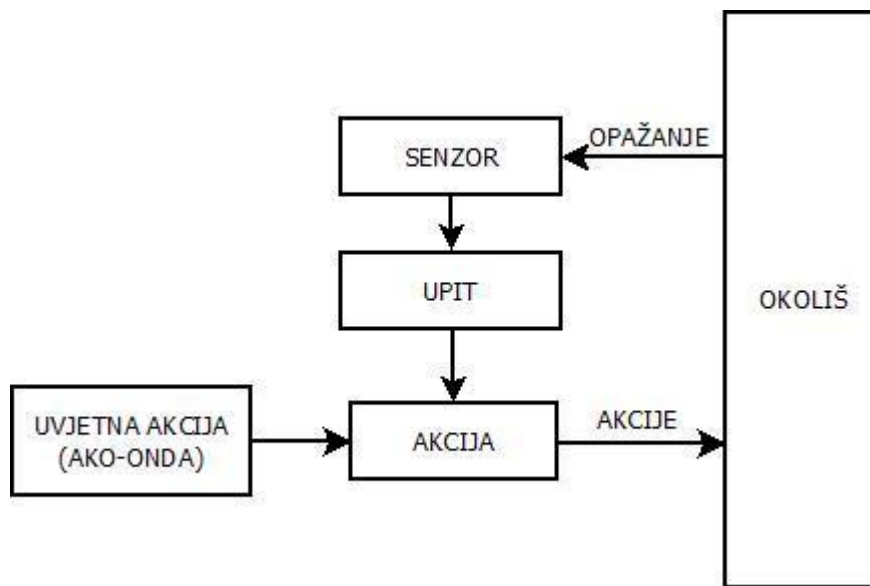 OPAŽANJE
SENZOR
UPIT
OKOLIŠ
UVJETNA AKCIJA
(AKO-ONDA)
AKCIJA
AKCIJE